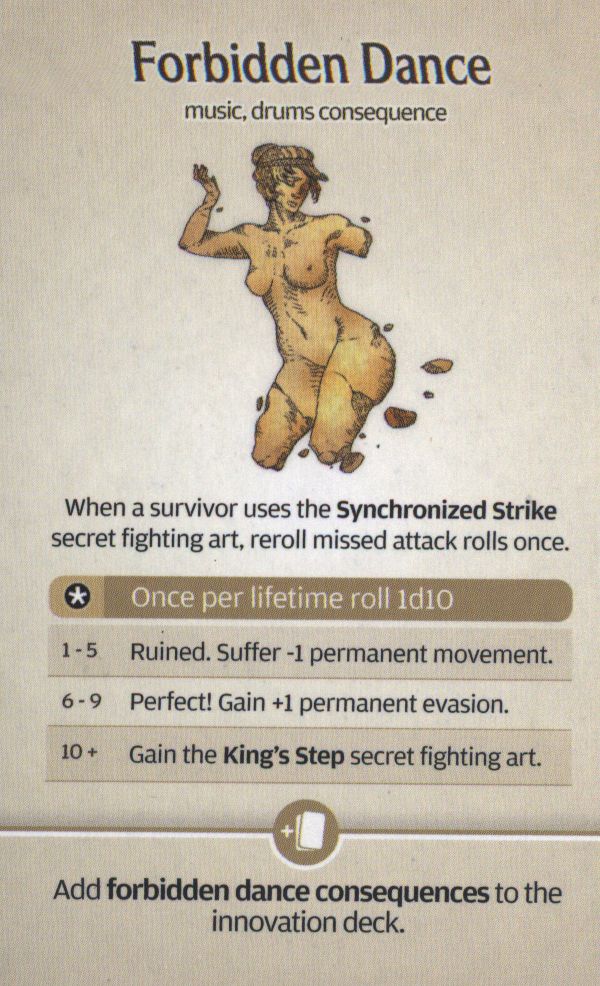 Forbidden Dance
music, drums consequence
When a survivor uses the Synchronized Strike
secret fighting art, reroll missed attack rolls once.
Once per lifetime roll 1d10
1 - 5 Ruined. Suffer -1 permanent movement.
6 - 9 Perfect! Gain +1 permanent evasion.
10 + Gain the King's Step secret fighting art.
+
Add forbidden dance consequences to the
innovation deck.